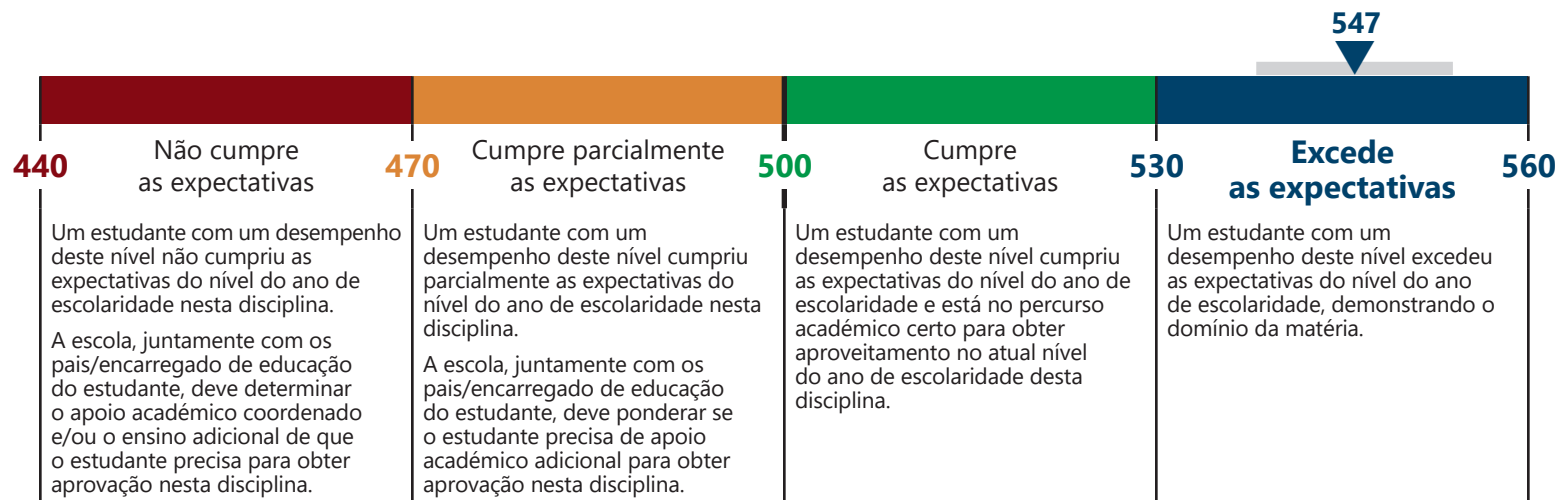 547
440
Não cumpre
as expectativas
470
Cumpre parcialmente
as expectativas
500
Cumpre
as expectativas
530
Excede
as expectativas
560
Um estudante com um desempenho
deste nível não cumpriu as
expectativas do nível do ano de
escolaridade nesta disciplina.
A escola, juntamente com os
pais/encarregado de educação
do estudante, deve determinar
o apoio académico coordenado
e/ou o ensino adicional de que
o estudante precisa para obter
aprovação nesta disciplina.
Um estudante com um
desempenho deste nível cumpriu
parcialmente as expectativas do
nível do ano de escolaridade nesta
disciplina.
A escola, juntamente com os
pais/encarregado de educação
do estudante, deve ponderar se
o estudante precisa de apoio
académico adicional para obter
aprovação nesta disciplina.
Um estudante com um
desempenho deste nível cumpriu
as expectativas do nível do ano de
escolaridade e está no percurso
académico certo para obter
aproveitamento no atual nível
do ano de escolaridade desta
disciplina.
Um estudante com um
desempenho deste nível excedeu
as expectativas do nível do ano
de escolaridade, demonstrando o
domínio da matéria.